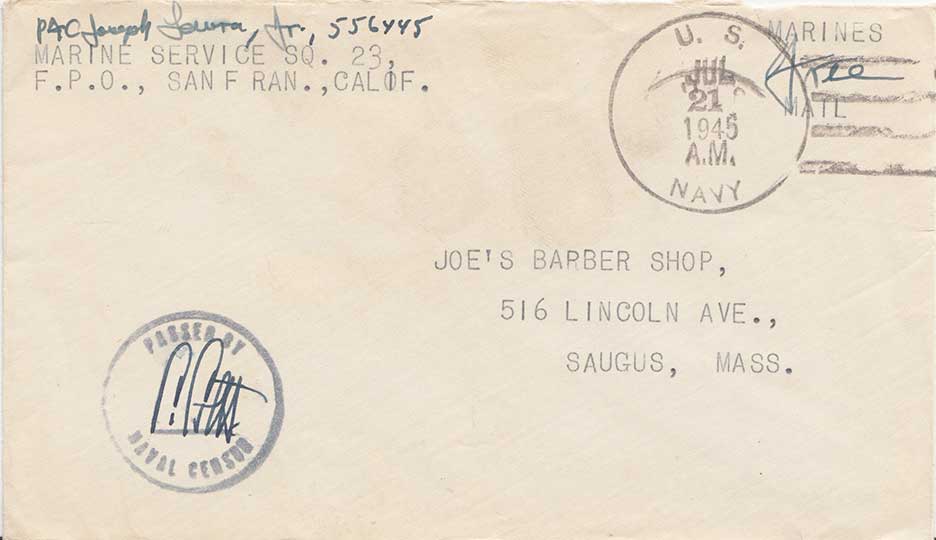 Joseph Jr., 556445
MARINE SERVICE SQ. 23,
F.P.O., SAN FRAN., CALIF.
U. S.
JUL
21
1945
A.M.
NAVY
MARINES
Free
MAIL
JOE'S BARBER SHOP,
516 LINCOLN AVE.,
SAUGUS, MASS.
PASSED BY
NAVAL CENSOR